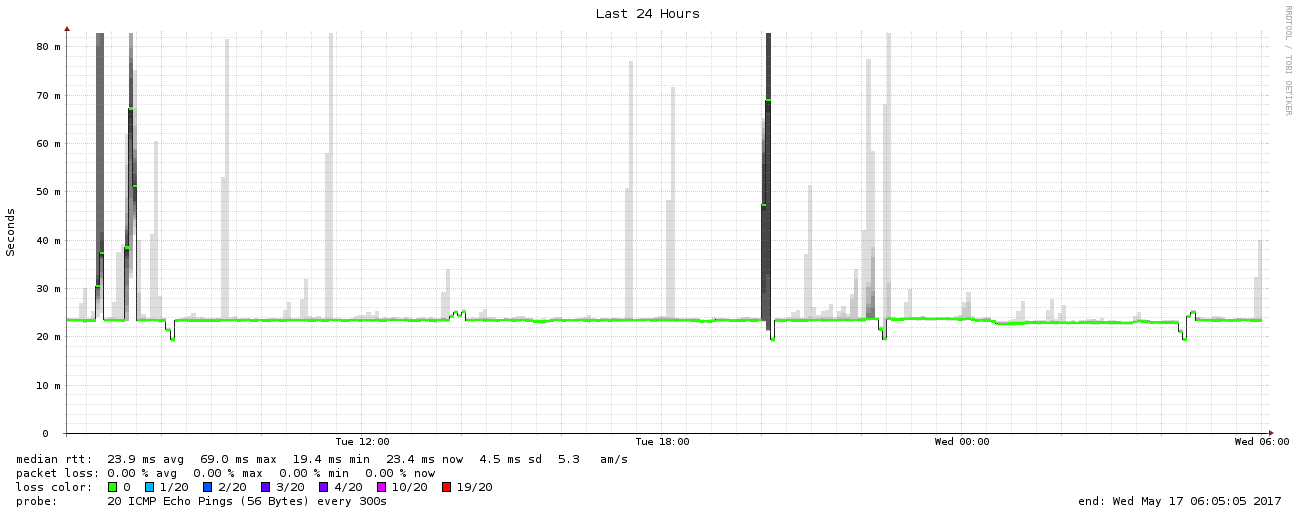 Last 24 Hours
RRDTOOL / TOBI OETIKER
Seconds
80 m
70 m
60 m
50 m
40 m
30 m
20 m
10 m
0
Tue 12:00 Tue 18:00 Wed 00:00 Wed 06:00
median rtt: 23.9 ms avg 69.0 ms max 19.4 ms min 23.4 ms now 4.5 ms sd 5.3 am/s
packet loss: 0.00 % avg 0.00 % max 0.00 % min 0.00 % now
loss color: 0 1/20 2/20 3/20 4/20 10/20 19/20
probe: 20 ICMP Echo Pings (56 Bytes) every 300s end: Wed May 17 06:05:05 2017